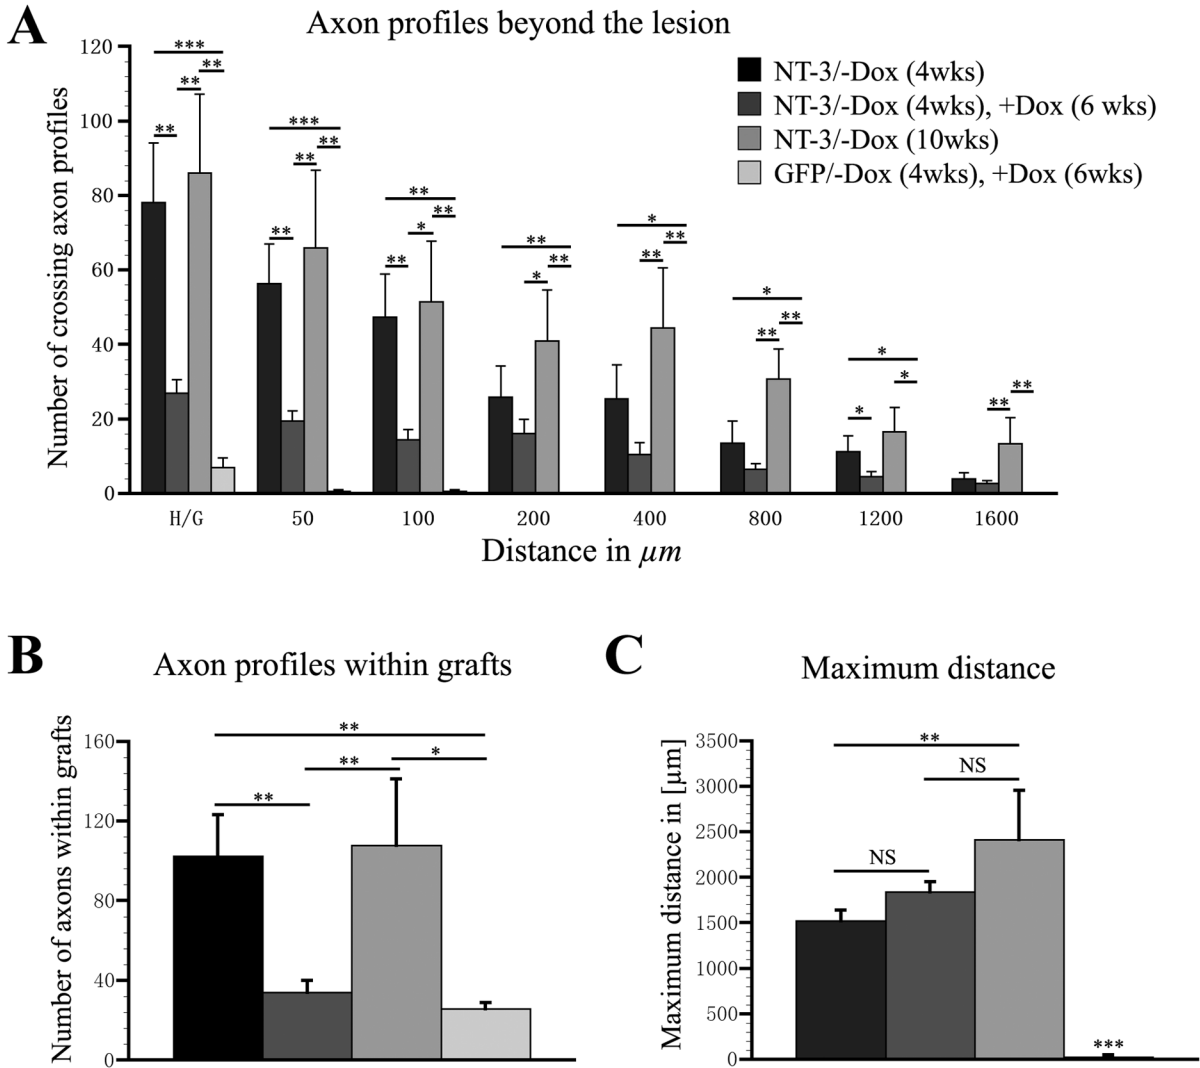 A
Axon profiles beyond the lesion
NT-3/-Dox (4wks)
NT-3/-Dox (4wks), +Dox (6 wks)
NT-3/-Dox (10wks)
GFP/-Dox (4wks), +Dox (6wks)
Number of crossing axon profiles
120
100
80
60
40
20
0
*** ** ** **
*** ** ** **
** ** * **
** ** *
* ** **
* ** **
* * *
** **
H/G 50 100 200 400 800 1200 1600
Distance in µm
B
Axon profiles within grafts
Number of axons within grafts
160
120
80
40
0
**
** *
**
C
Maximum distance
Maximum distance in [µm]
3500
3000
2500
2000
1500
1000
500
0
**
NS
NS
***